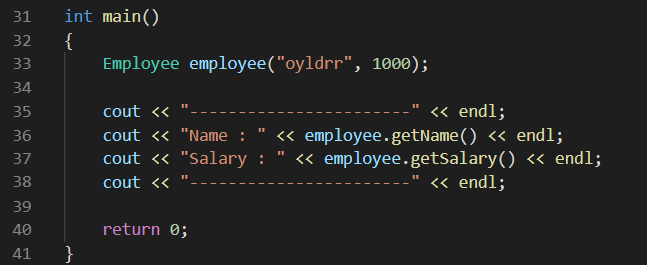 31 int main()
32 {
33     Employee employee("oyldrr", 1000);
34
35     cout << "-----------------------" << endl;
36     cout << "Name : " << employee.getName() << endl;
37     cout << "Salary : " << employee.getSalary() << endl;
38     cout << "-----------------------" << endl;
39
40     return 0;
41 }